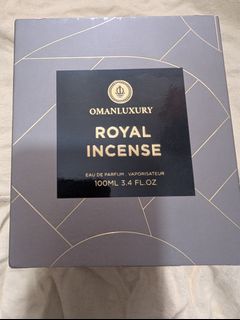 OMANLUXURY
ROYAL
INCENSE
EAU DE PARFUM . VAPORISATEUR
100ML 3.4 FL.OZ